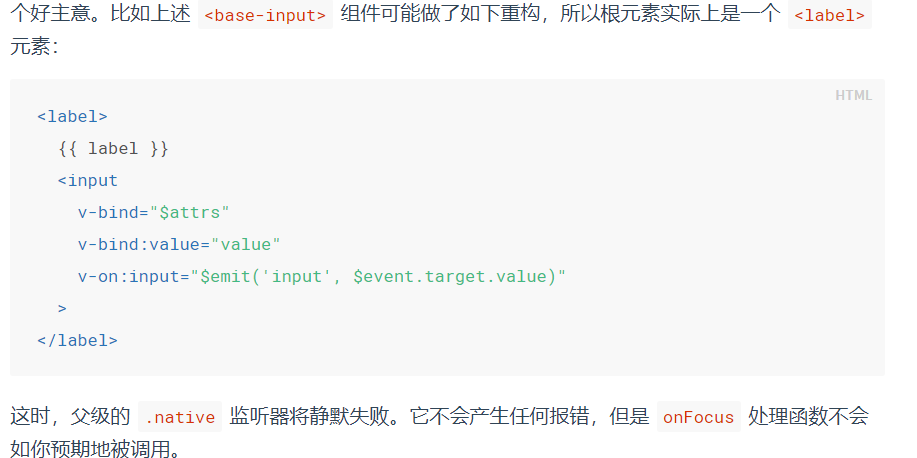 个好主意。比如上述 <base-input> 组件可能做了如下重构，所以根元素实际上是一个 <label>
元素：
HTML
<label>
  {{ label }}
  <input
    v-bind="$attrs"
    v-bind:value="value"
    v-on:input="$emit('input', $event.target.value)"
  >
</label>
这时，父级的 .native 监听器将静默失败。它不会产生任何报错，但是 onFocus 处理函数不会
如你预期地被调用。